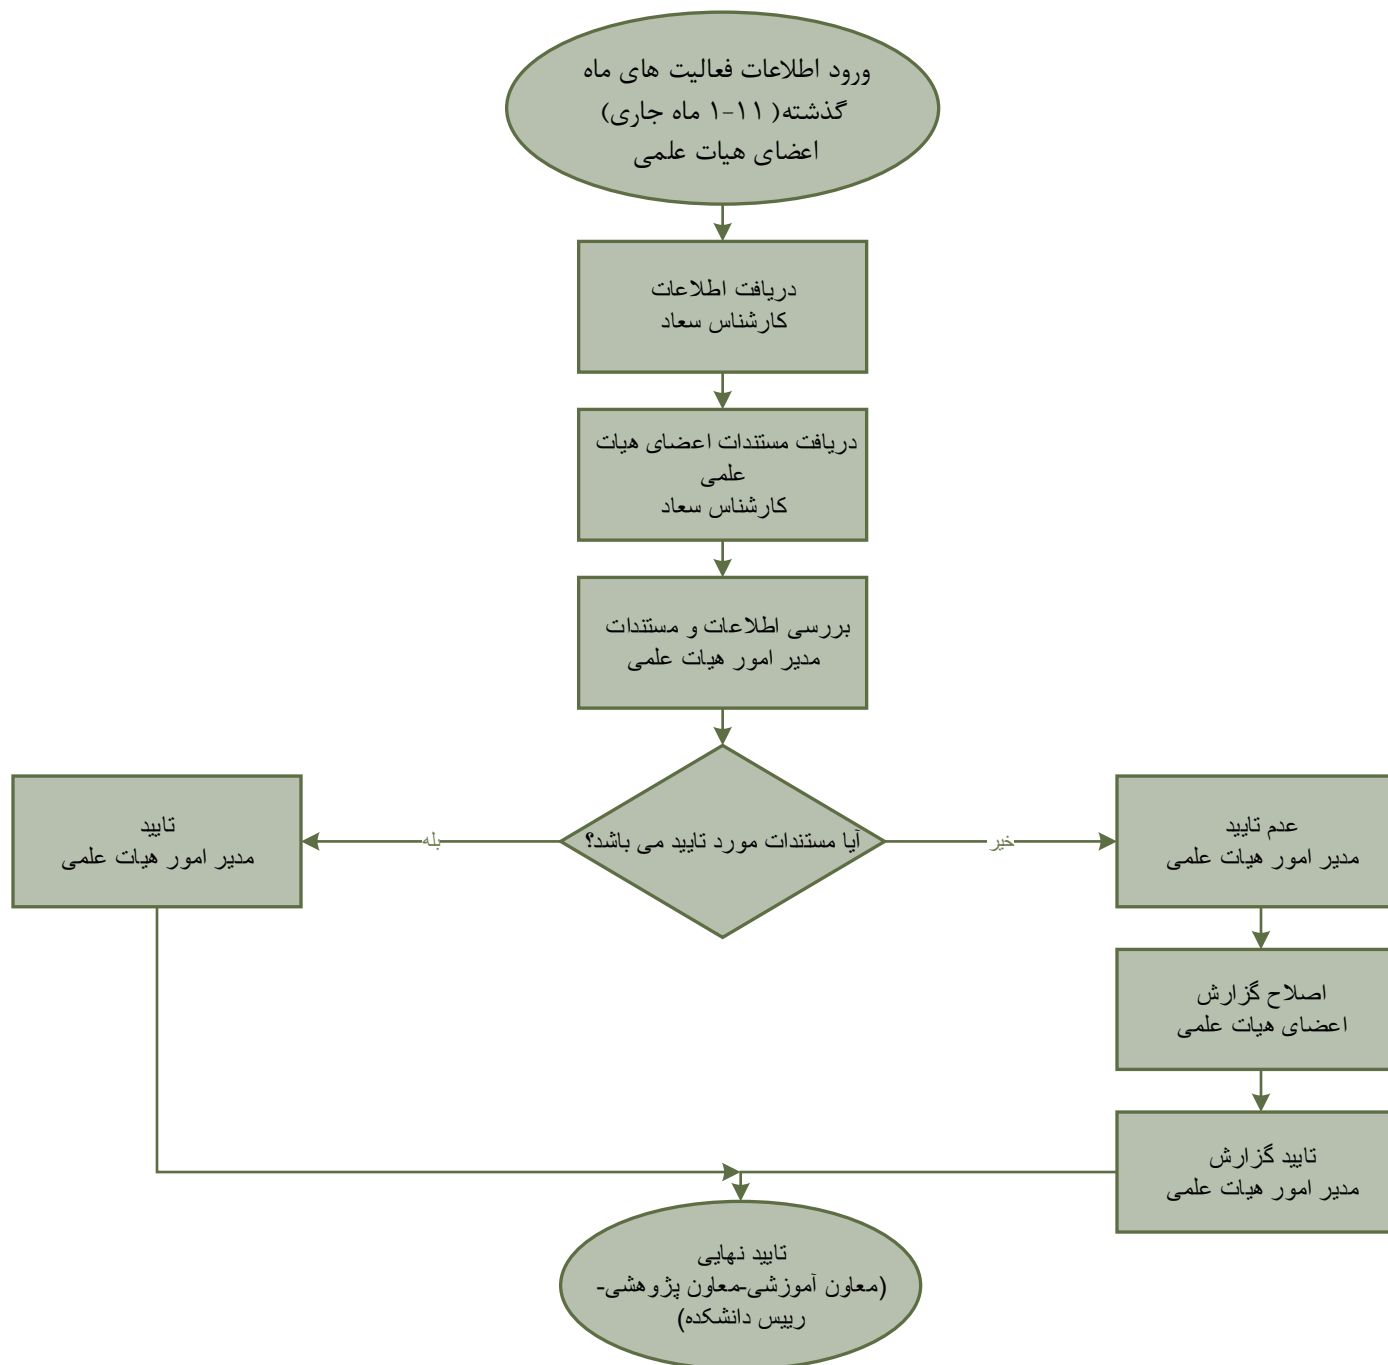 ورود اطلاعات فعالیت های ماه
گذشته( ۱۱-۱ ماه جاری)
اعضای هیات علمی
دریافت اطلاعات
کارشناس سعاد
دریافت مستندات اعضای هیات
علمی
کارشناس سعاد
بررسی اطلاعات و مستندات
مدیر امور هیات علمی
آیا مستندات مورد تایید می باشد؟
خیر
بله
عدم تایید
مدیر امور هیات علمی
تایید
مدیر امور هیات علمی
اصلاح گزارش
اعضای هیات علمی
تایید گزارش
مدیر امور هیات علمی
تایید نهایی
(معاون آموزشی-معاون پژوهشی-
رییس دانشکده)